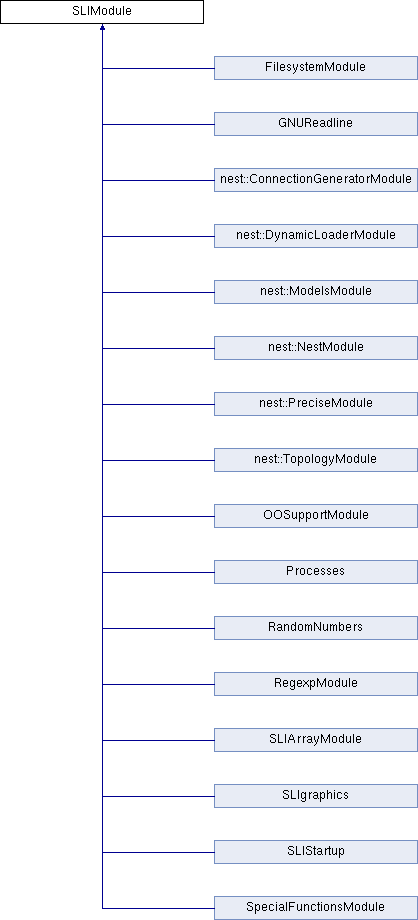 SLIModule
FilesystemModule
GNUReadline
nest::ConnectionGeneratorModule
nest::DynamicLoaderModule
nest::ModelsModule
nest::NestModule
nest::PreciseModule
nest::TopologyModule
OOSupportModule
Processes
RandomNumbers
RegexpModule
SLIArrayModule
SLIgraphics
SLIStartup
SpecialFunctionsModule